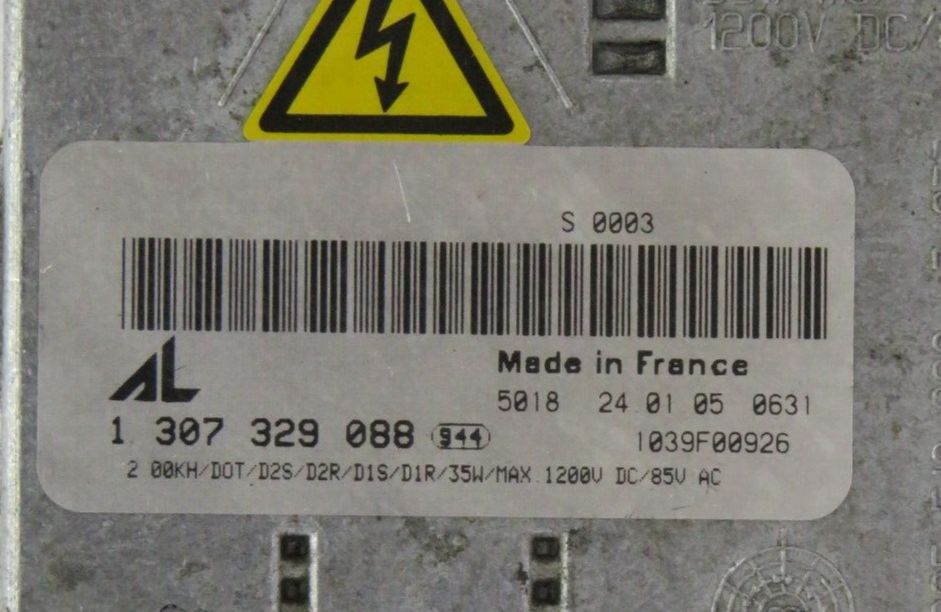 1200V DC/
S 0003
AL
Made in France
5018 24 01 05 0631
1 307 329 088 944
1039F00926
2 00KH/DOT/D2S/D2R/D1S/D1R/35W/MAX 1200V DC/85V AC